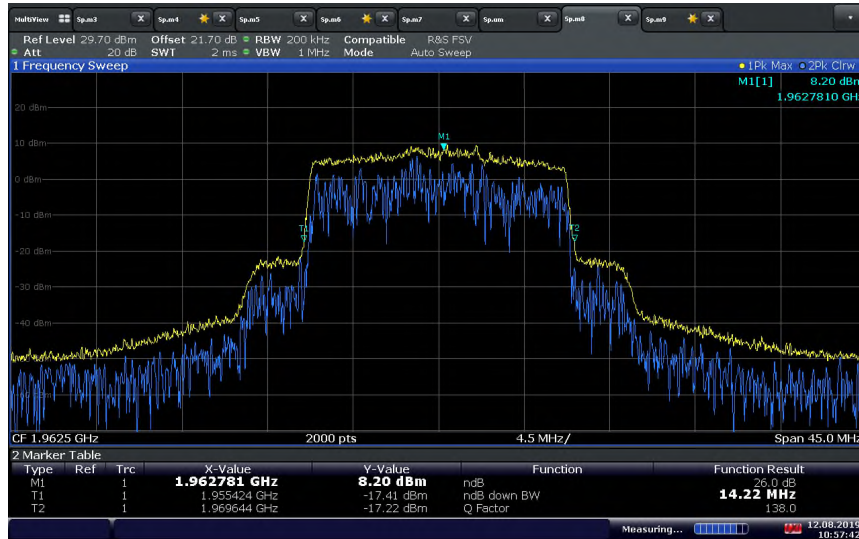 MultiView Sp.m3 X Sp.m4 X Sp.m5 X Sp.m6 X Sp.m7 X Sp.um X Sp.m8 X Sp.m9 X
Ref Level 29.70 dBm Offset 21.70 dB RBW 200 kHz Compatible R&S FSV
Att 20 dB SWT 2 ms VBW 1 MHz Mode Auto Sweep
1 Frequency Sweep 1Pk Max 2Pk Clrw
M1[1] 8.20 dBm
1.9627810 GHz
20 dBm
10 dBm
M1
0 dBm
-10 dBm
T1 T2
-20 dBm
-30 dBm
-40 dBm
CF 1.9625 GHz 2000 pts 4.5 MHz/ Span 45.0 MHz
2 Marker Table
Type Ref Trc X-Value Y-Value Function Function Result
M1 1 1.962781 GHz 8.20 dBm ndB 26.0 dB
T1 1 1.955424 GHz -17.41 dBm ndB down BW 14.22 MHz
T2 1 1.969644 GHz -17.22 dBm Q Factor 138.0
Measuring... 12.08.2019
10:57:42